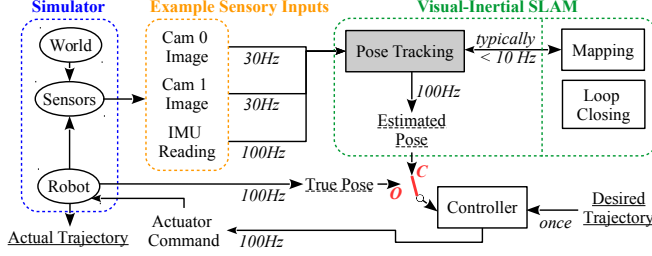 Simulator
Example Sensory Inputs
Visual-Inertial SLAM
World
Sensors
Robot
Actual Trajectory
Cam 0
Image
Cam 1
Image
IMU
Reading
30Hz
30Hz
100Hz
Pose Tracking
typically
< 10 Hz
Mapping
Loop
Closing
100Hz
Estimated
Pose
C
O
100Hz
True Pose
Actuator
Command
100Hz
Controller
once
Desired
Trajectory